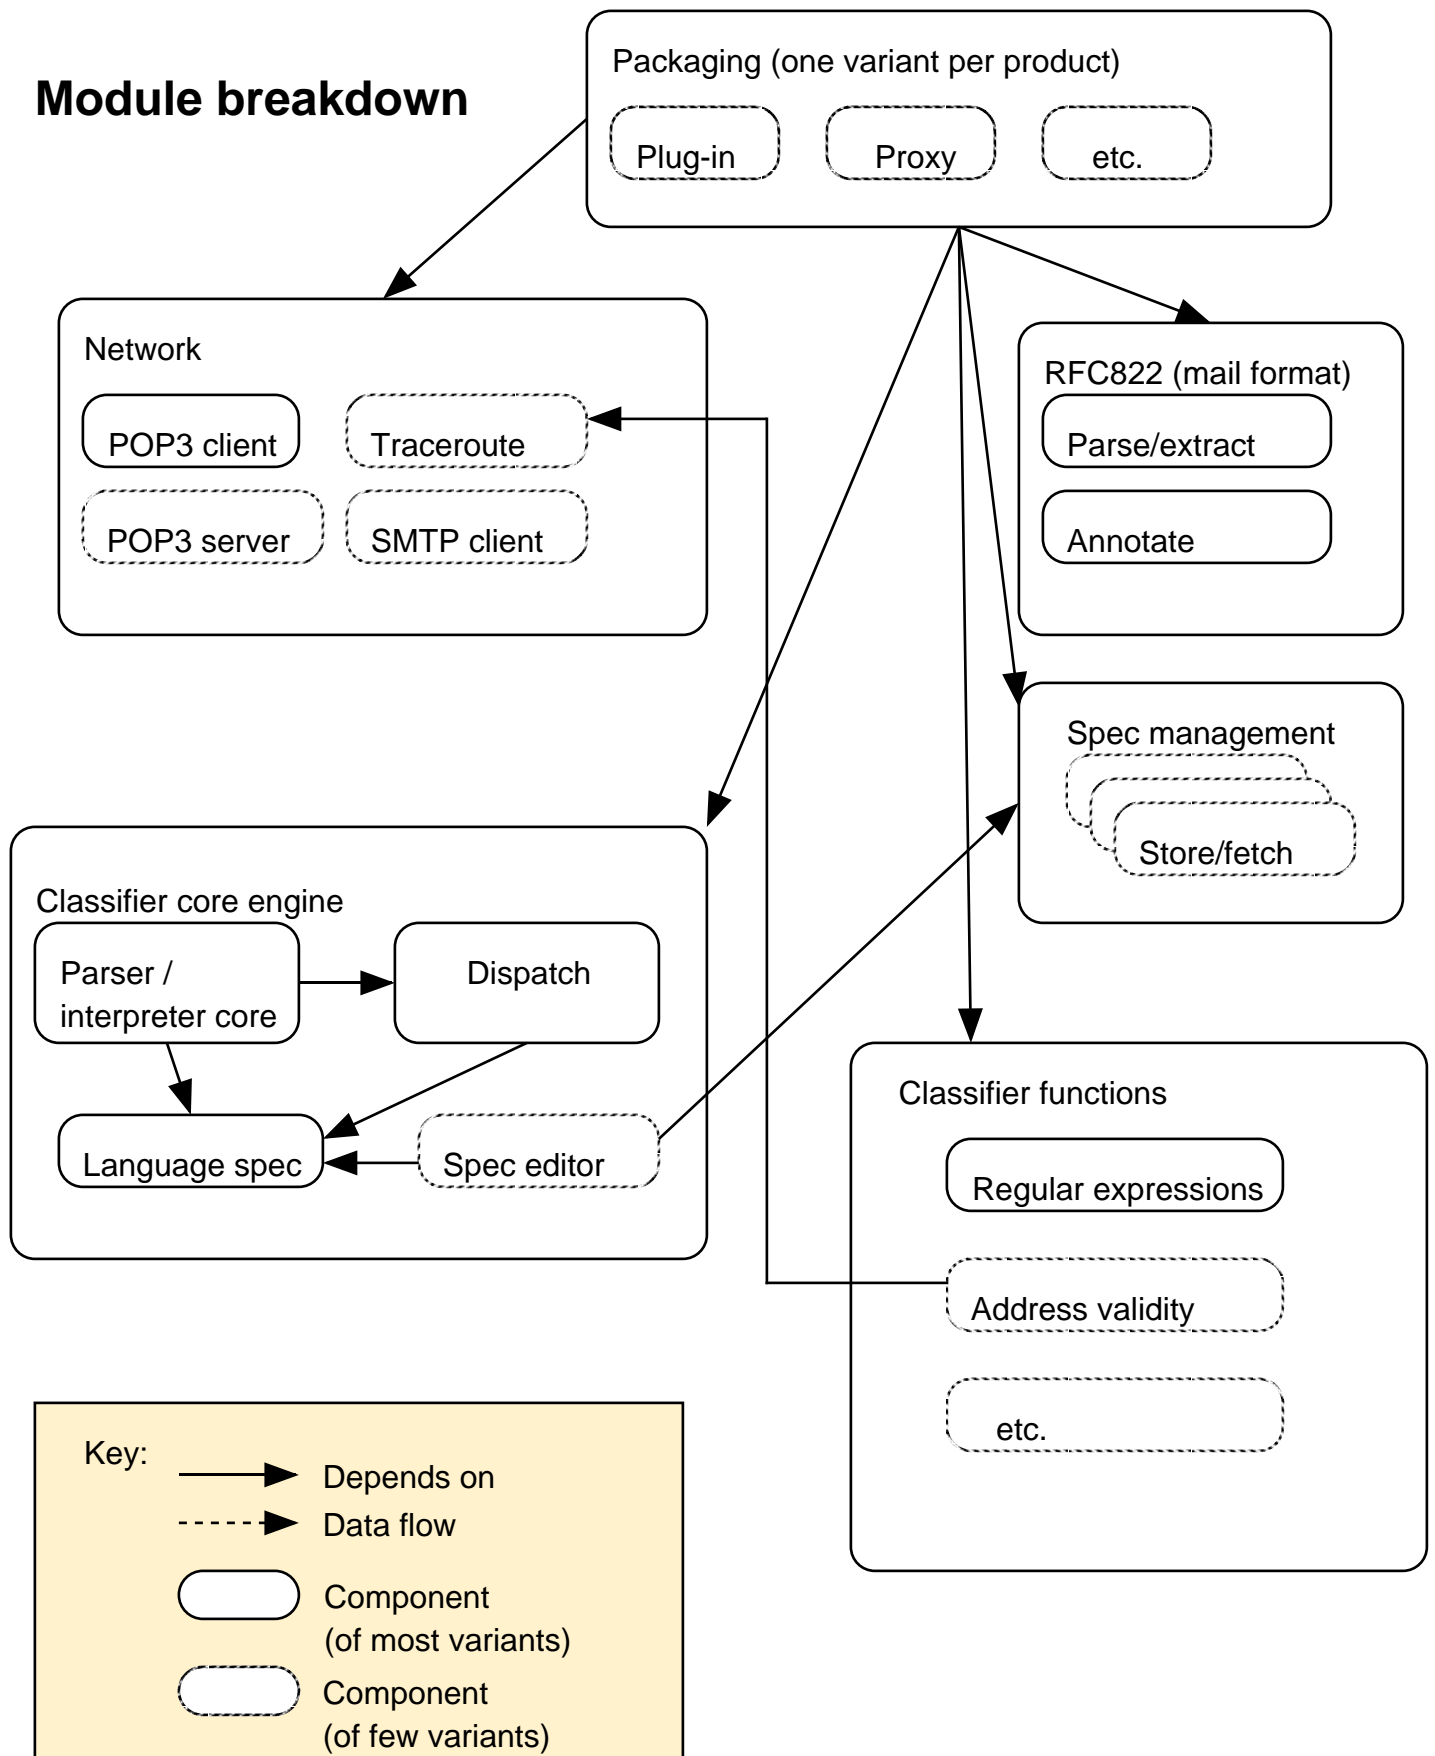 Module breakdown
Packaging (one variant per product)
Plug-in
Proxy
etc.
Network
POP3 client
Traceroute
POP3 server
SMTP client
RFC822 (mail format)
Parse/extract
Annotate
Spec management
Store/fetch
Classifier core engine
Parser /
interpreter core
Dispatch
Language spec
Spec editor
Classifier functions
Regular expressions
Address validity
etc.
Key:
Depends on
Data flow
Component
(of most variants)
Component
(of few variants)